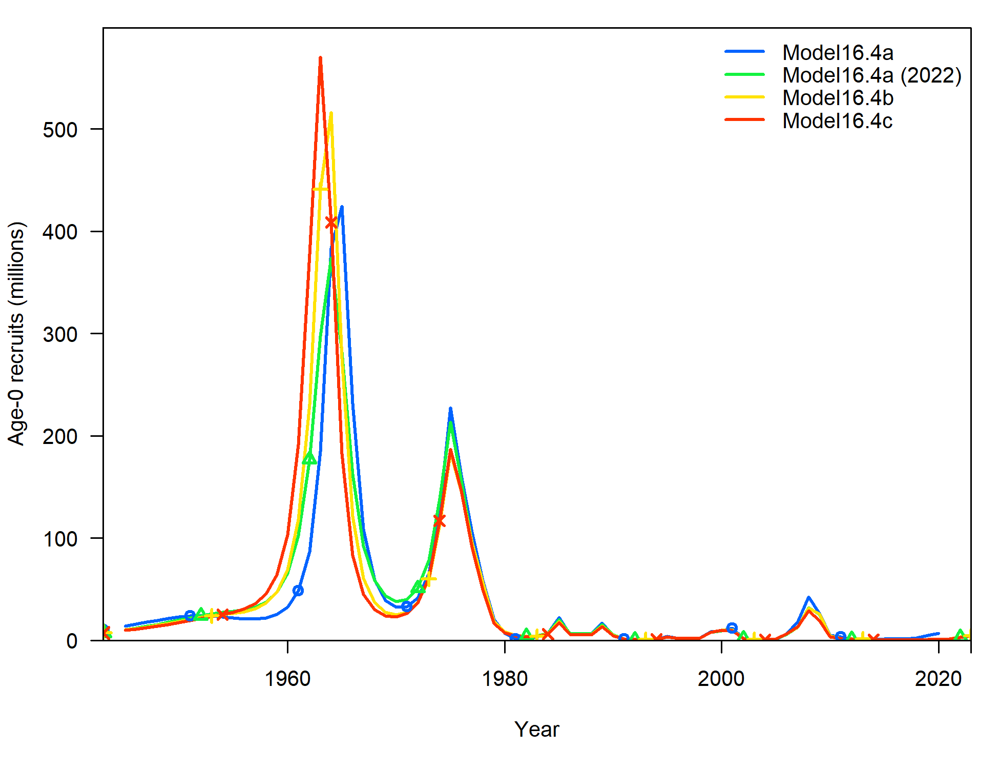 Model16.4a
Model16.4a (2022)
Model16.4b
Model16.4c
Age-0 recruits (millions)
500
400
300
200
100
0
1960
1980
2000
2020
Year